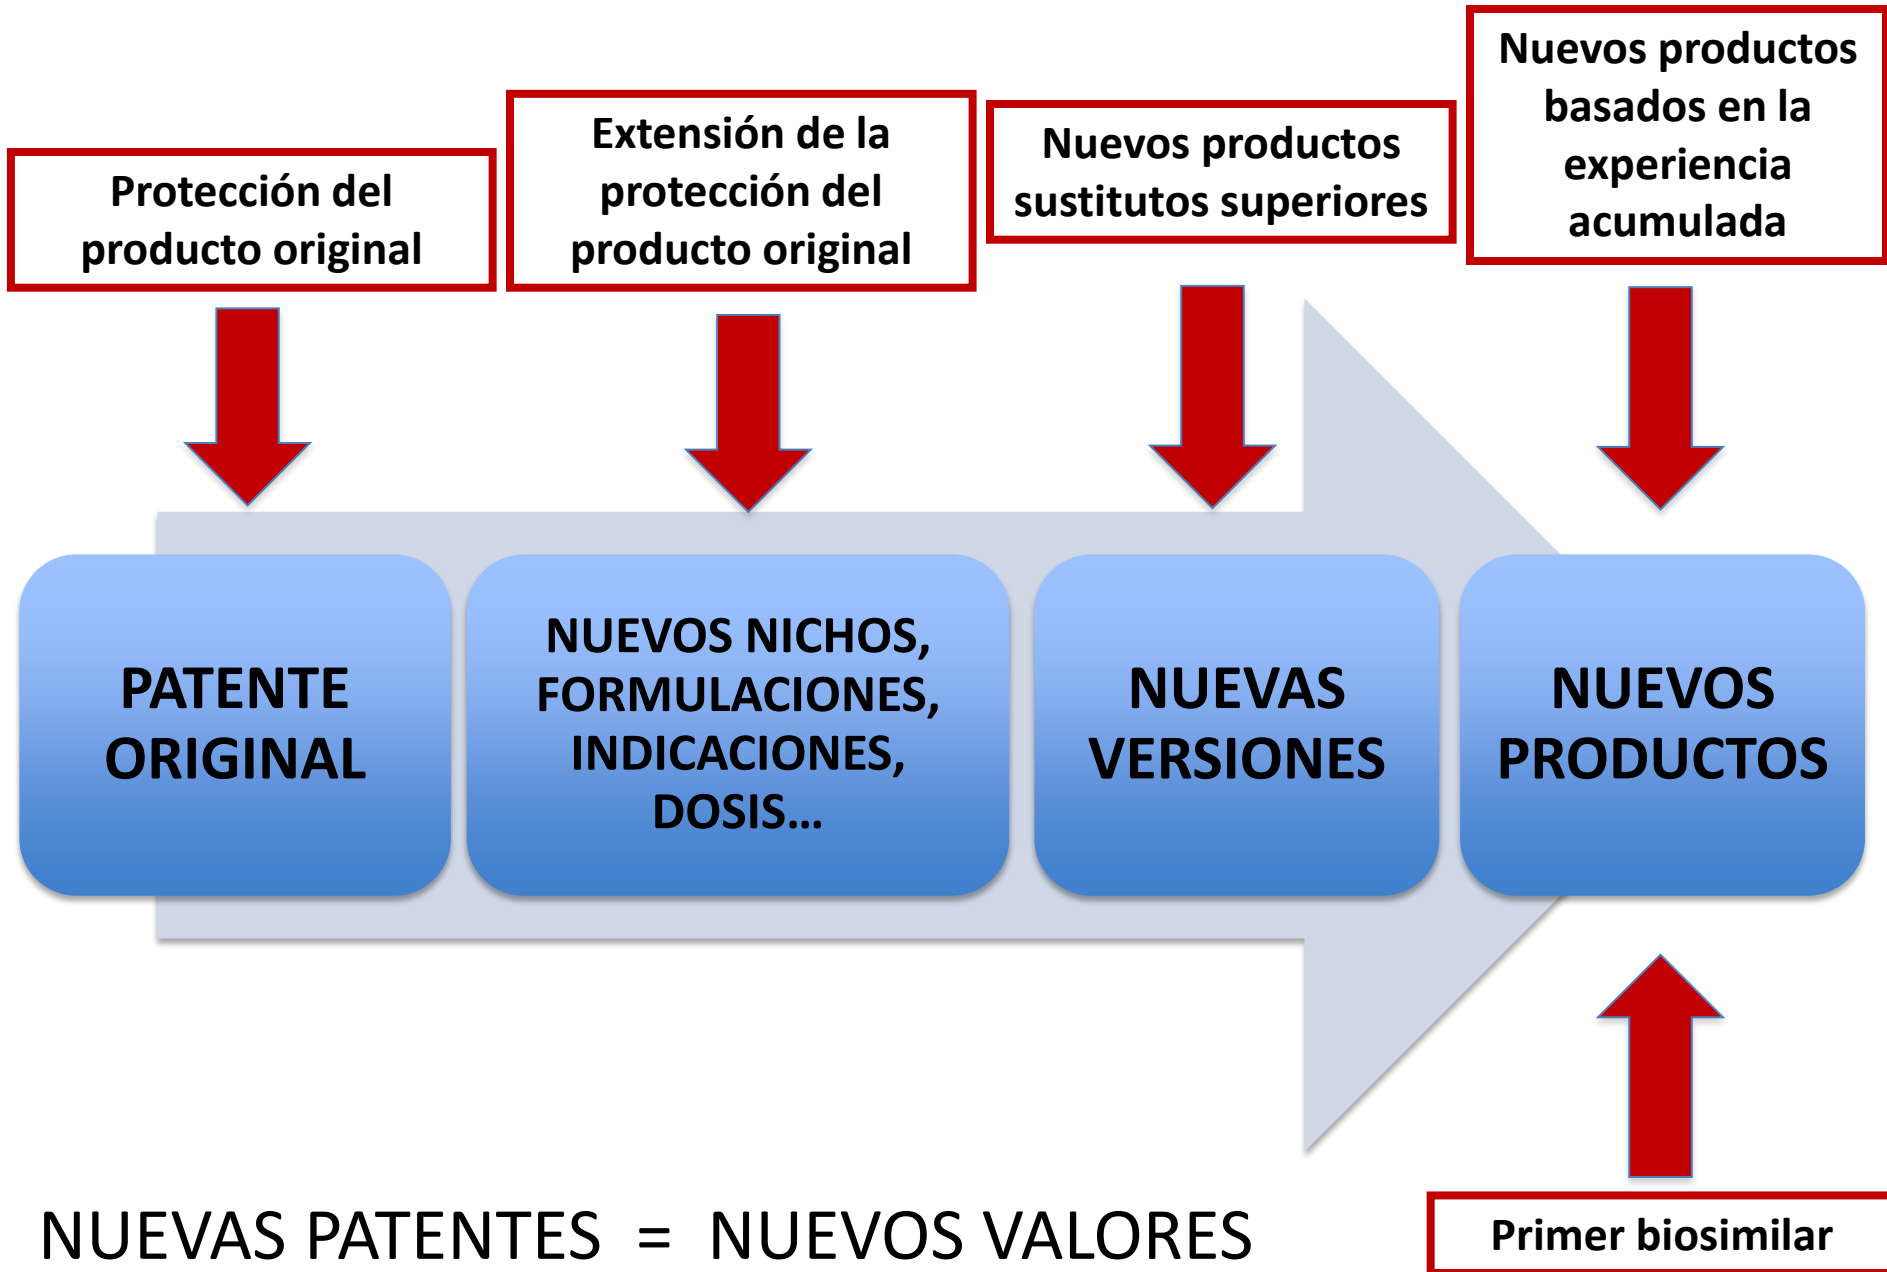 Protección del
producto original
Extensión de la
protección del
producto original
Nuevos productos
sustitutos superiores
Nuevos productos
basados en la
experiencia
acumulada
PATENTE
ORIGINAL
NUEVOS NICHOS,
FORMULACIONES,
INDICACIONES,
DOSIS...
NUEVAS
VERSIONES
NUEVOS
PRODUCTOS
NUEVAS PATENTES = NUEVOS VALORES
Primer biosimilar